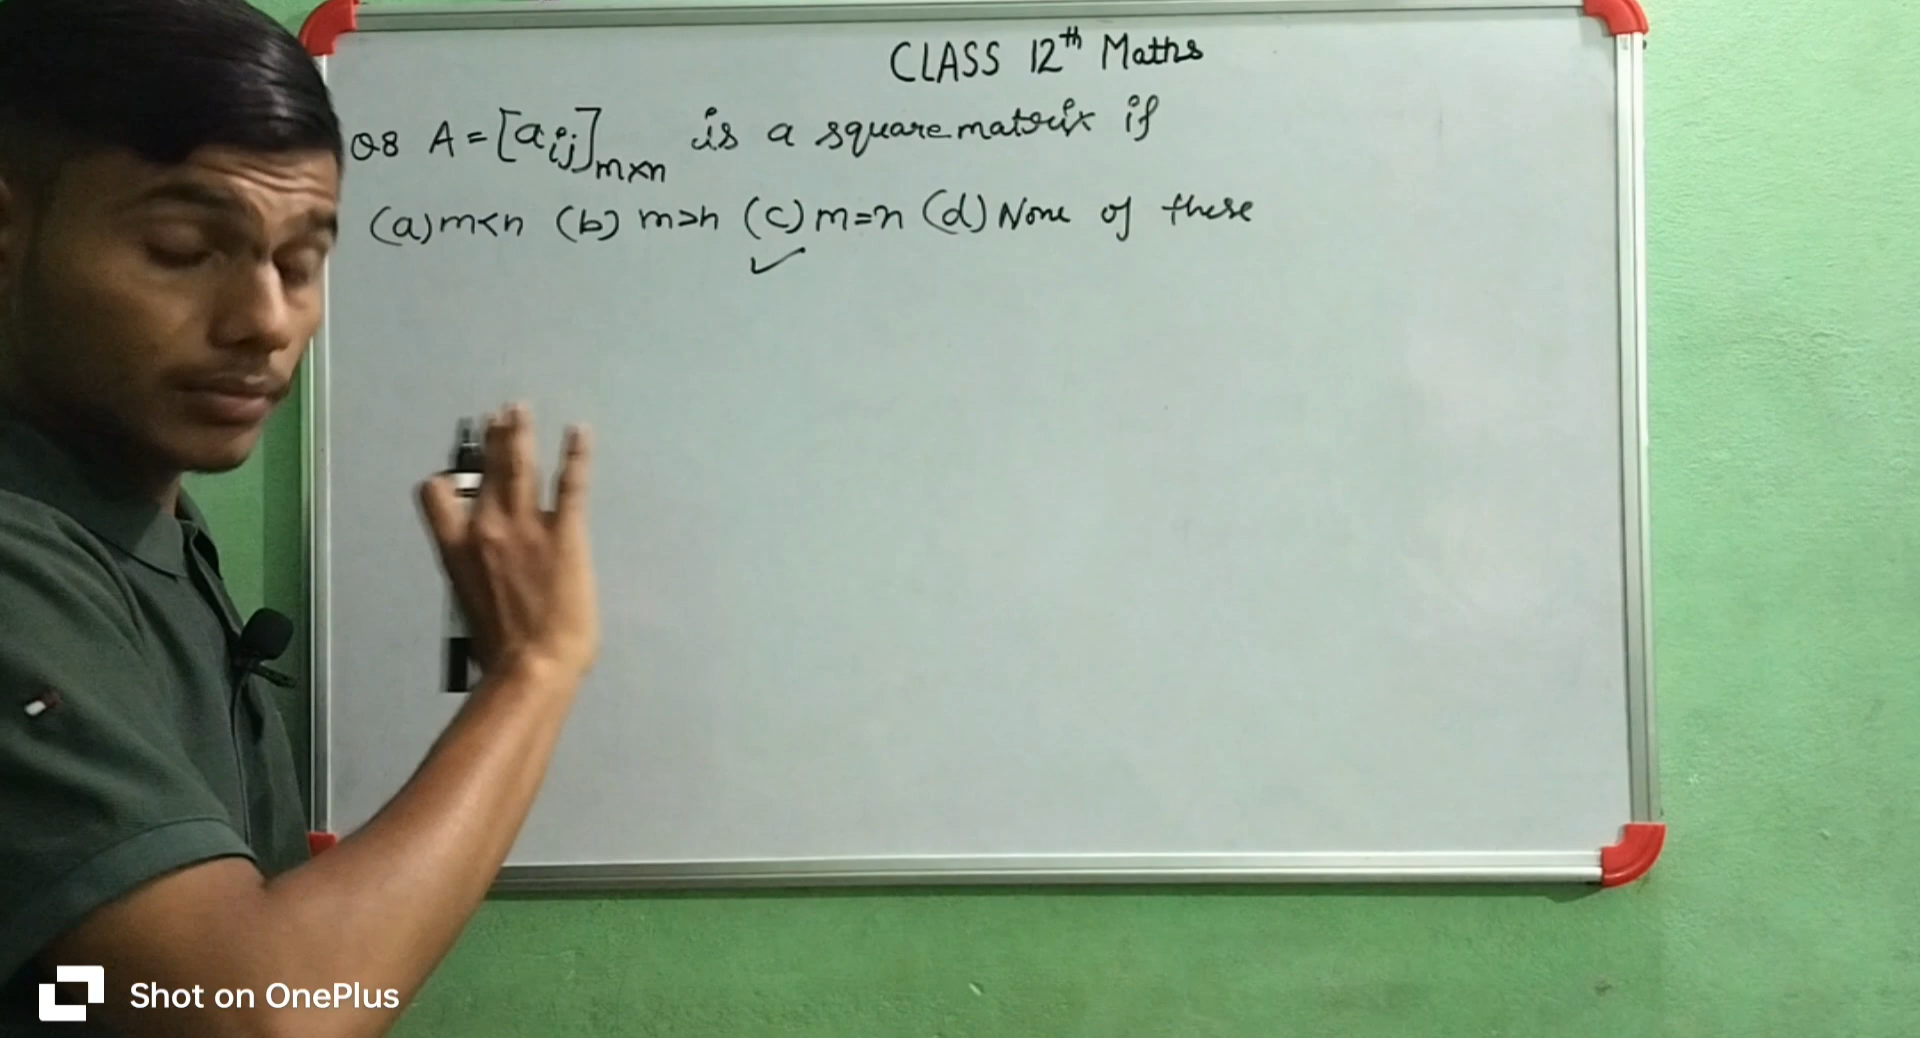 CLASS 12th Maths
Q8 A = [aij]m×n is a square matrix if
(a) m<n (b) m>n (c) m=n (d) None of these
Shot on OnePlus